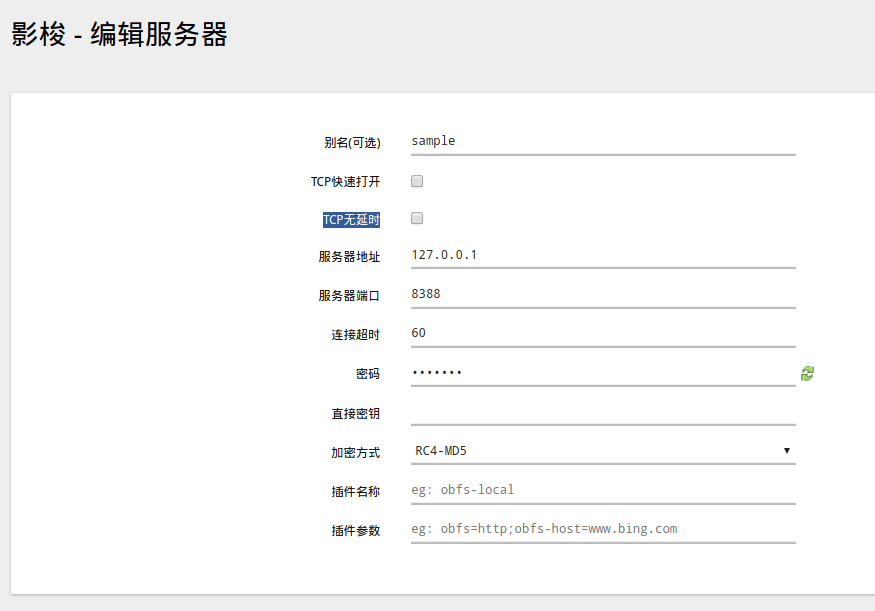 影梭 - 编辑服务器
别名(可选) sample
TCP快速打开
TCP无延时
服务器地址 127.0.0.1
服务器端口 8388
连接超时 60
密码 •••••••
直接密钥
加密方式 RC4-MD5
插件名称 eg: obfs-local
插件参数 eg: obfs=http;obfs-host=www.bing.com